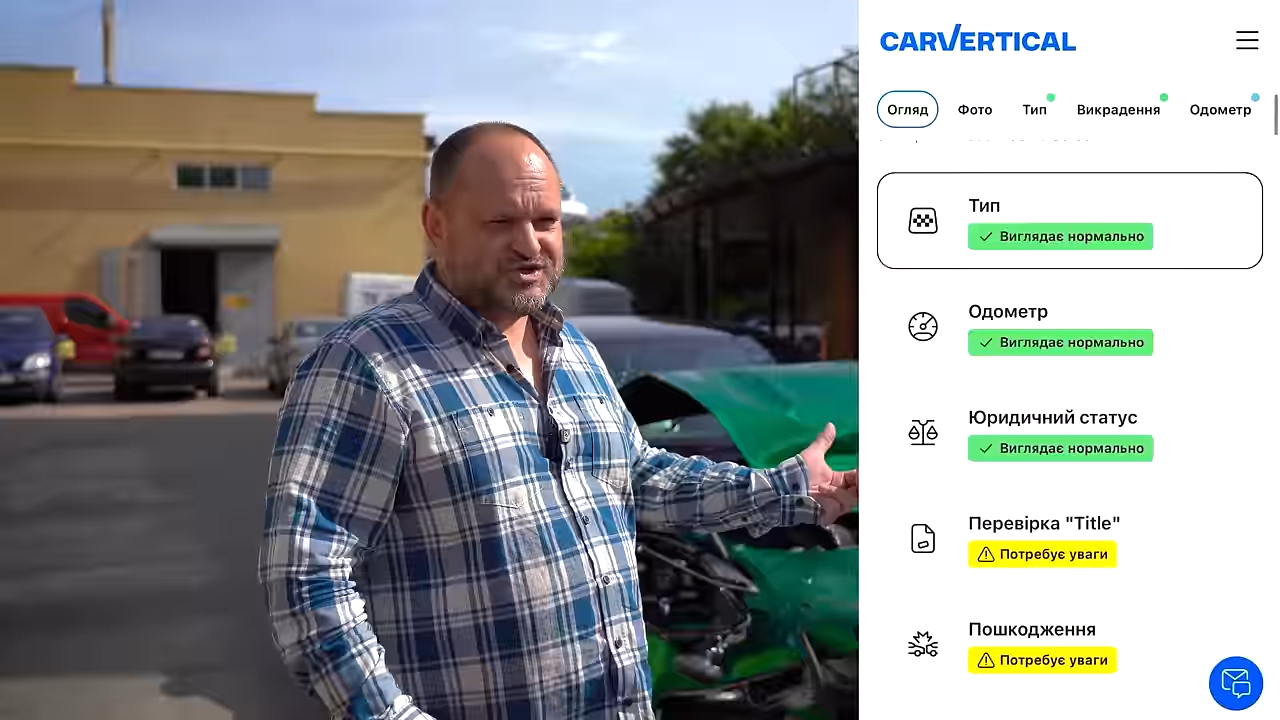 CARVERTICAL
Огляд Фото Тип Викрадення Одометр
Тип
Виглядає нормально
Одометр
Виглядає нормально
Юридичний статус
Виглядає нормально
Перевірка "Title"
Потребує уваги
Пошкодження
Потребує уваги